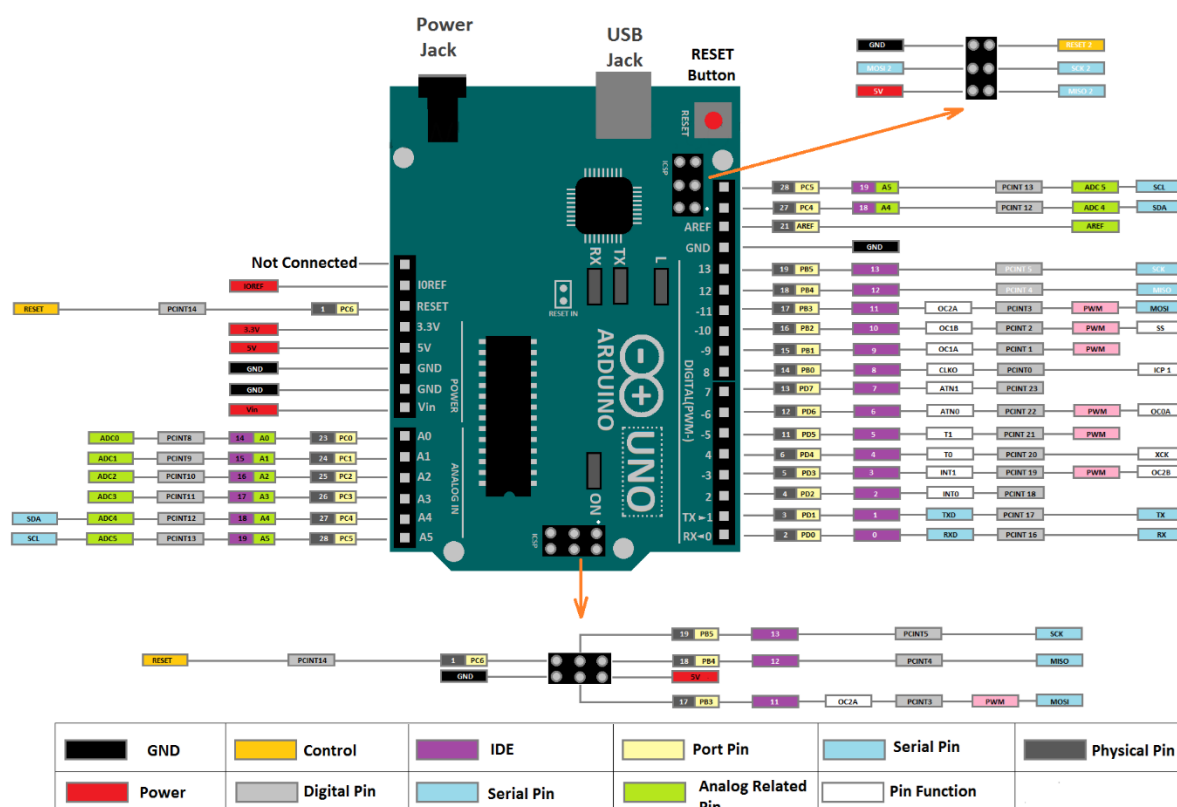 Power
Jack
USB
Jack
RESET
Button
GND
RESET 2
MOSI 2
SCK 2
5V
MISO 2
RESET
ICSP
28 PC5 19 A5 PCINT 13 ADC 5 SCL
27 PC4 18 A4 PCINT 12 ADC 4 SDA
AREF 21 AREF AREF
GND GND
13 19 PB5 13 PCINT 5 SCK
12 18 PB4 12 PCINT 4 MISO
-11 17 PB3 11 OC2A PCINT3 PWM MOSI
-10 16 PB2 10 OC1B PCINT 2 PWM SS
-9 15 PB1 9 OC1A PCINT 1 PWM
8 14 PB0 8 CLKO PCINT0 ICP 1
7 13 PD7 7 ATN1 PCINT 23
-6 12 PD6 6 ATN0 PCINT 22 PWM OC0A
-5 11 PD5 5 T1 PCINT 21 PWM
4 6 PD4 4 T0 PCINT 20 XCK
-3 5 PD3 3 INT1 PCINT 19 PWM OC2B
2 4 PD2 2 INT0 PCINT 18
TX 1 3 PD1 1 TXD PCINT 17 TX
RX 0 2 PD0 0 RXD PCINT 16 RX
RX
TX
L
RESET IN
ARDUINO
UNO
DIGITAL(PWM-)
ON
ICSP
Not Connected
IOREF IOREF
RESET PCINT14 1 PC6 RESET
3.3V 3.3V
5V 5V
GND GND
GND GND
Vin Vin
POWER
ADC0 PCINT8 14 A0 23 PC0 A0
ADC1 PCINT9 15 A1 24 PC1 A1
ADC2 PCINT10 16 A2 25 PC2 A2
ADC3 PCINT11 17 A3 26 PC3 A3
SDA ADC4 PCINT12 18 A4 27 PC4 A4
SCL ADC5 PCINT13 19 A5 28 PC5 A5
ANALOG IN
19 PB5 13 PCINT5 SCK
RESET PCINT14 1 PC6 18 PB4 12 PCINT4 MISO
GND 5V
17 PB3 11 OC2A PCINT3 PWM MOSI
GND Control IDE Port Pin Serial Pin Physical Pin
Power Digital Pin Serial Pin Analog Related Pin Pin Function